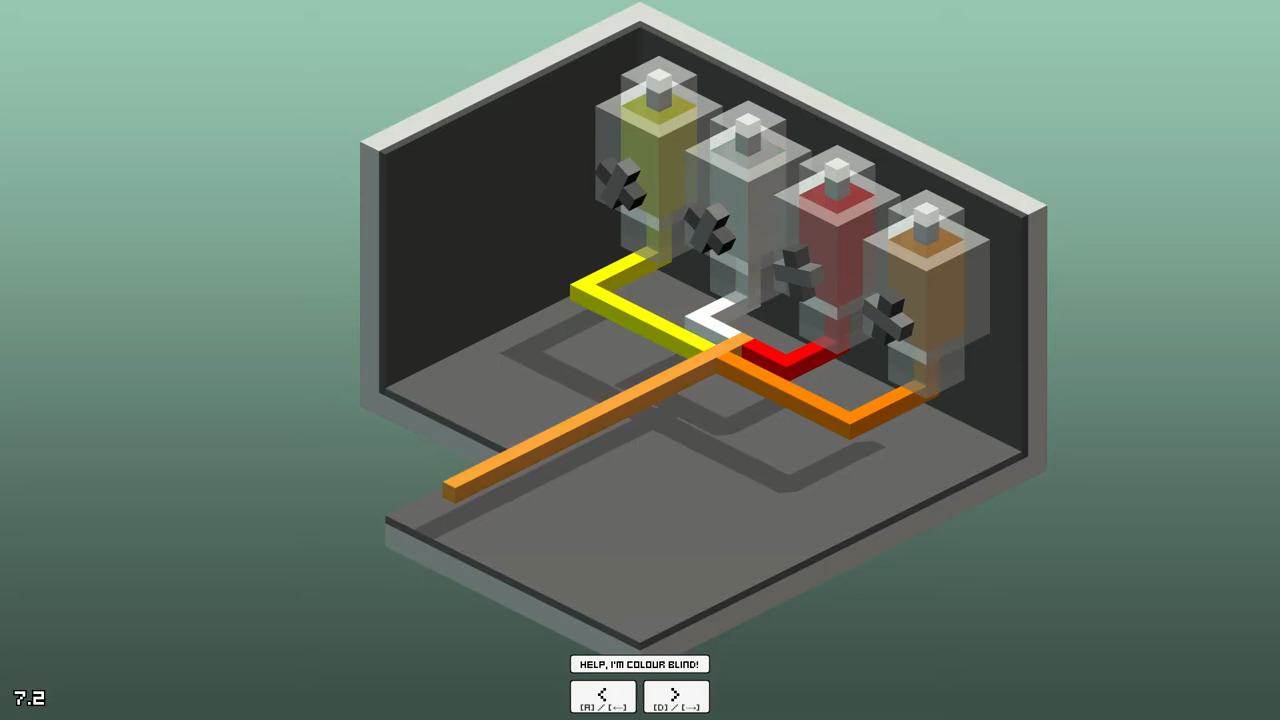 HELP, I'M COLOUR BLIND!
< >
[A] / [←] [D] / [→]
7.2